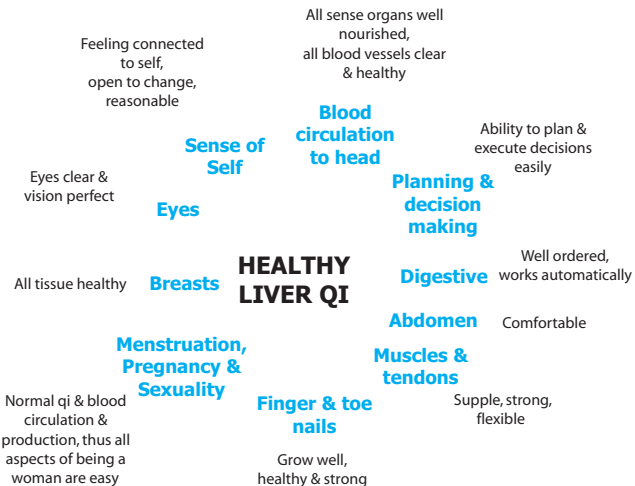 All sense organs well
nourished,
all blood vessels clear
& healthy
Feeling connected
to self,
open to change,
reasonable
Blood
circulation
to head
Ability to plan &
execute decisions
easily
Sense of
Self
Planning &
decision
making
Eyes clear &
vision perfect
Eyes
HEALTHY
LIVER QI
Well ordered,
works automatically
Digestive
All tissue healthy
Breasts
Abdomen
Comfortable
Menstruation,
Pregnancy &
Sexuality
Muscles &
tendons
Normal qi & blood
circulation &
production, thus all
aspects of being a
woman are easy
Finger & toe
nails
Supple, strong,
flexible
Grow well,
healthy & strong